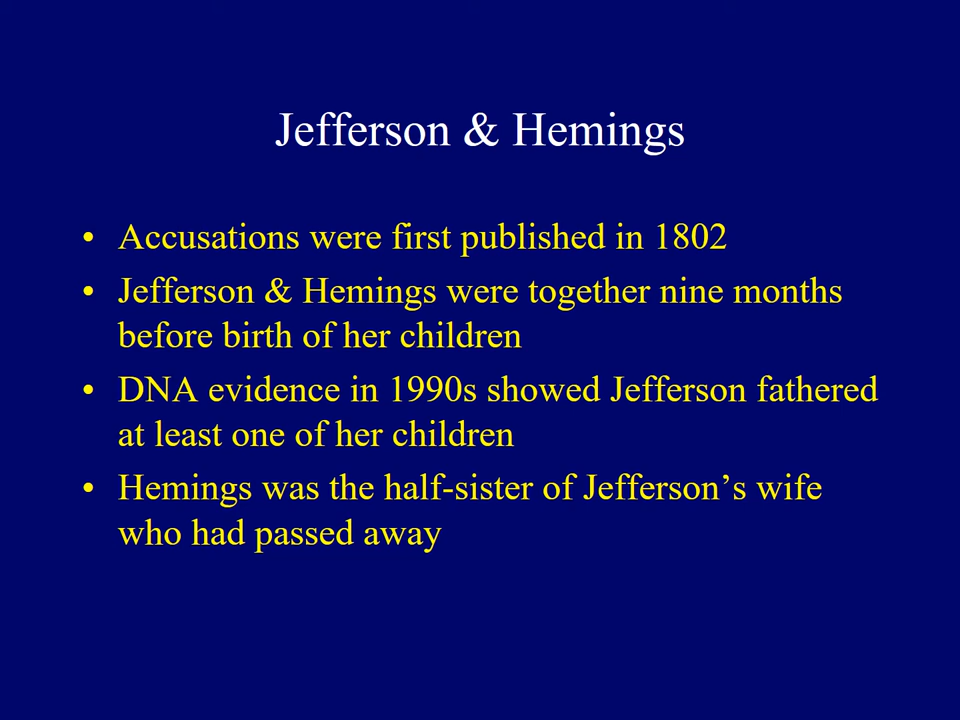 Jefferson & Hemings
• Accusations were first published in 1802
• Jefferson & Hemings were together nine months
before birth of her children
• DNA evidence in 1990s showed Jefferson fathered
at least one of her children
• Hemings was the half-sister of Jefferson’s wife
who had passed away